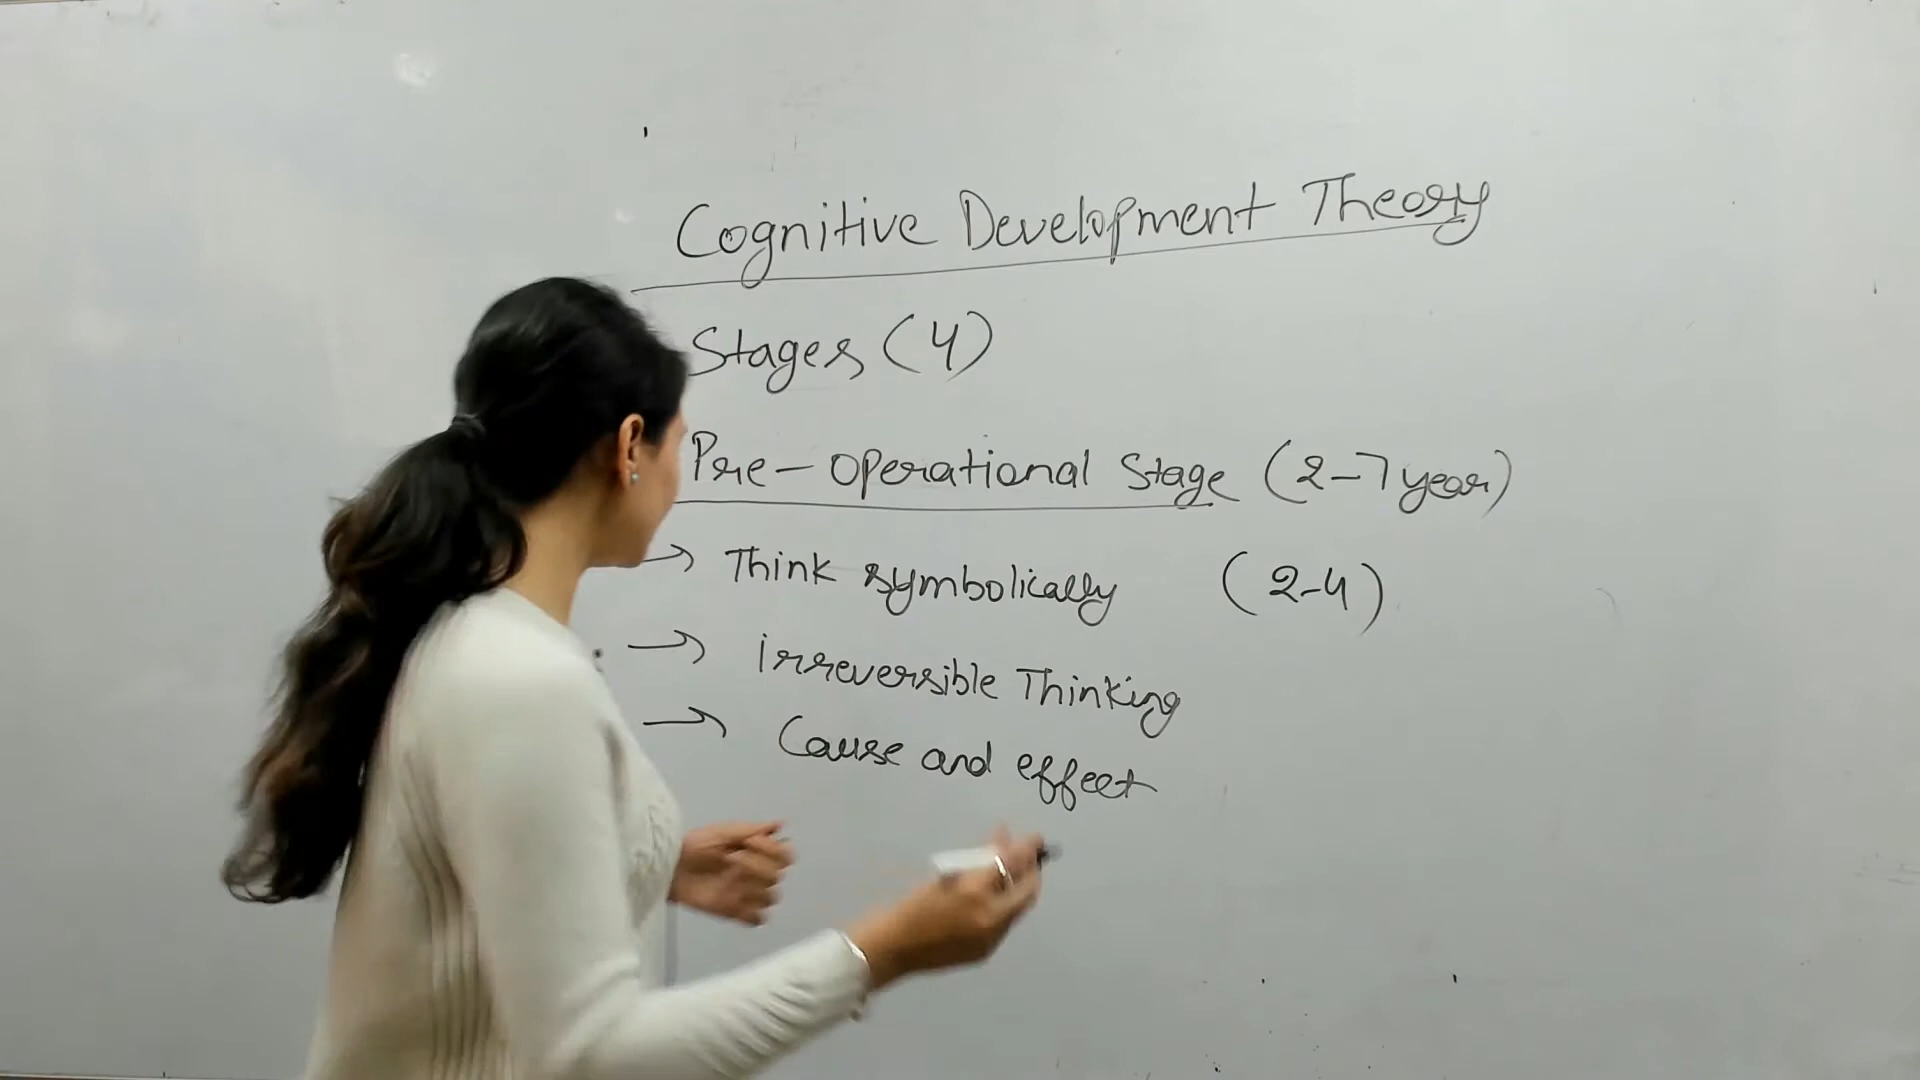 Cognitive Development Theory
Stages (4)
Pre-operational Stage (2-7 year)
→ Think symbolically (2-4)
→ irreversible Thinking
→ Cause and effect